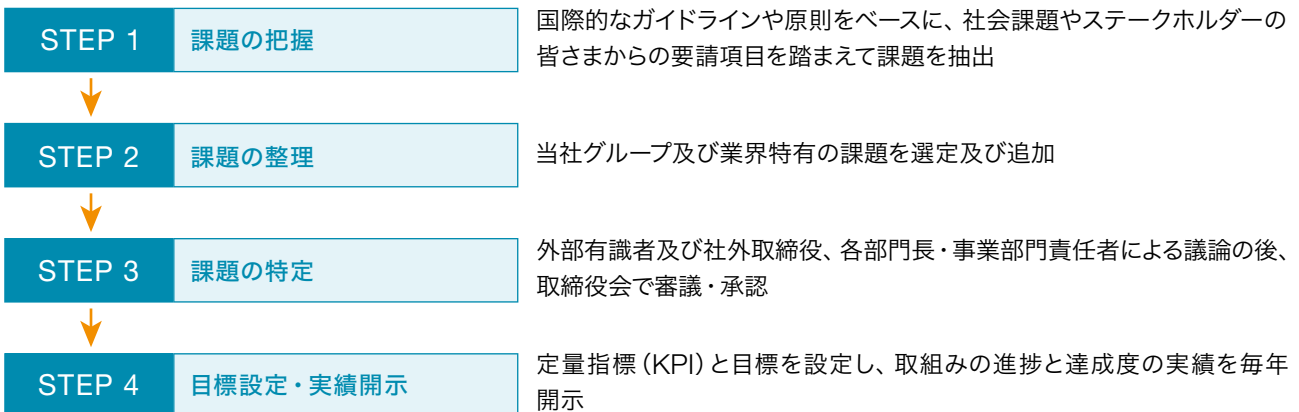 STEP 1
課題の把握
国際的なガイドラインや原則をベースに、社会課題やステークホルダーの
皆さまからの要請項目を踏まえて課題を抽出
STEP 2
課題の整理
当社グループ及び業界特有の課題を選定及び追加
STEP 3
課題の特定
外部有識者及び社外取締役、各部門長・事業部門責任者による議論の後、
取締役会で審議・承認
STEP 4
目標設定・実績開示
定量指標（KPI）と目標を設定し、取組みの進捗と達成度の実績を毎年
開示